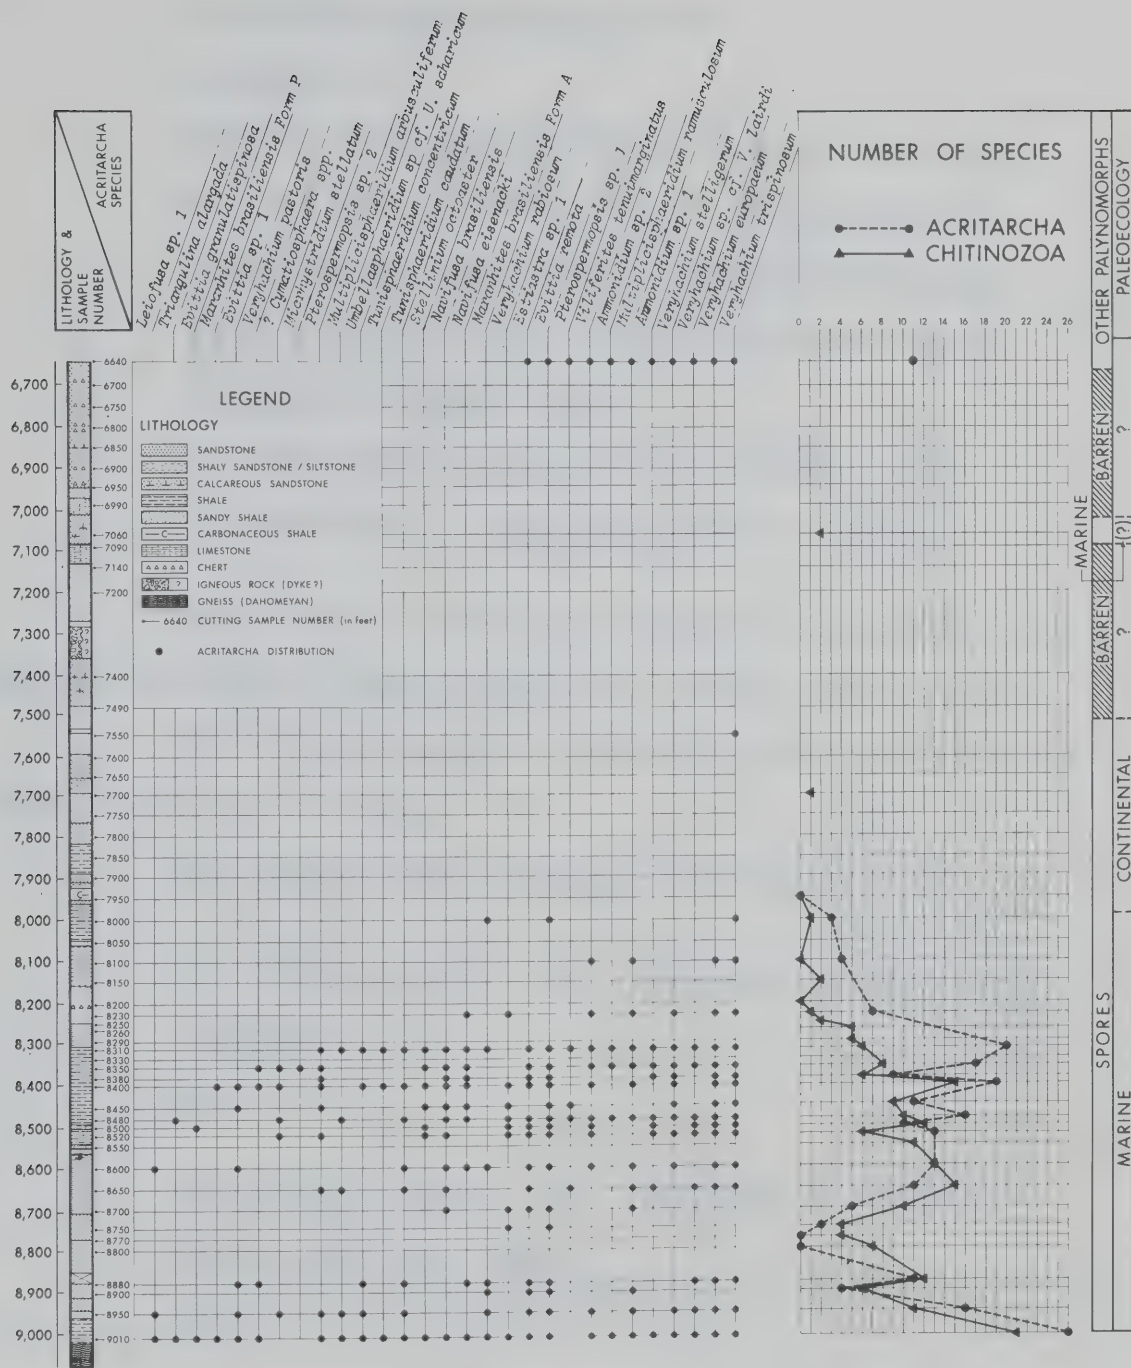 LITHOLOGY &
SAMPLE
NUMBER
ACRITARCHA
SPECIES
Leiofusa sp. 1
Triangulina alargada
Evittia granulatispinosa
Maranhites brasiliensis Form P
Evittia sp. 1
Veryhachium pastoris
? Cymatiosphaera spp.
Micrhystridium stellatum
Pterospermopsis sp. 2
Multiplicisphaeridium arbusculiferum
Umbellasphaeridium sp cf. U. saharicum
Tunisphaeridium concentricum
Tunisphaeridium caudatum
Stellinium octoaster
Navifusa brasiliensis
Navifusa eisenacki
Maranhites brasiliensis Form A
Veryhachium rabiosum
Estiastra sp. 1
Evittia remota
Pterospermopsis sp. 1
Viliferites tenuimarginatus
Ammonidium sp. 2
Multiplicisphaeridium ramusculosum
Ammonidium sp. 1
Veryhachium stelligerum
Veryhachium sp. cf. V. lairdi
Veryhachium europaeum
Veryhachium trispinosum
NUMBER OF SPECIES
ACRITARCHA
CHITINOZOA
0 2 4 6 8 10 12 14 16 18 20 22 24 26
OTHER PALYNOMORPHS
PALEOECOLOGY
6,700
6,800
6,900
7,000
7,100
7,200
7,300
7,400
7,500
7,600
7,700
7,800
7,900
8,000
8,100
8,200
8,300
8,400
8,500
8,600
8,700
8,800
8,900
9,000
6640
6700
6750
6800
6850
6900
6950
6990
7060
7090
7140
7200
7400
7490
7550
7600
7650
7700
7800
7850
7900
7950
8000
8050
8100
8150
8200
8230
8250
8260
8290
8310
8330
8350
8380
8400
8450
8480
8500
8520
8550
8600
8650
8700
8750
8770
8800
8880
8900
8950
9010
LEGEND
LITHOLOGY
SANDSTONE
SHALY SANDSTONE / SILTSTONE
CALCAREOUS SANDSTONE
SHALE
SANDY SHALE
C CARBONACEOUS SHALE
LIMESTONE
CHERT
? IGNEOUS ROCK (DYKE?)
GNEISS (DAHOMEYAN)
6640 CUTTING SAMPLE NUMBER (in feet)
ACRITARCHA DISTRIBUTION
BARREN
?
MARINE
(?)
BARREN
?
SPORES
CONTINENTAL
MARINE